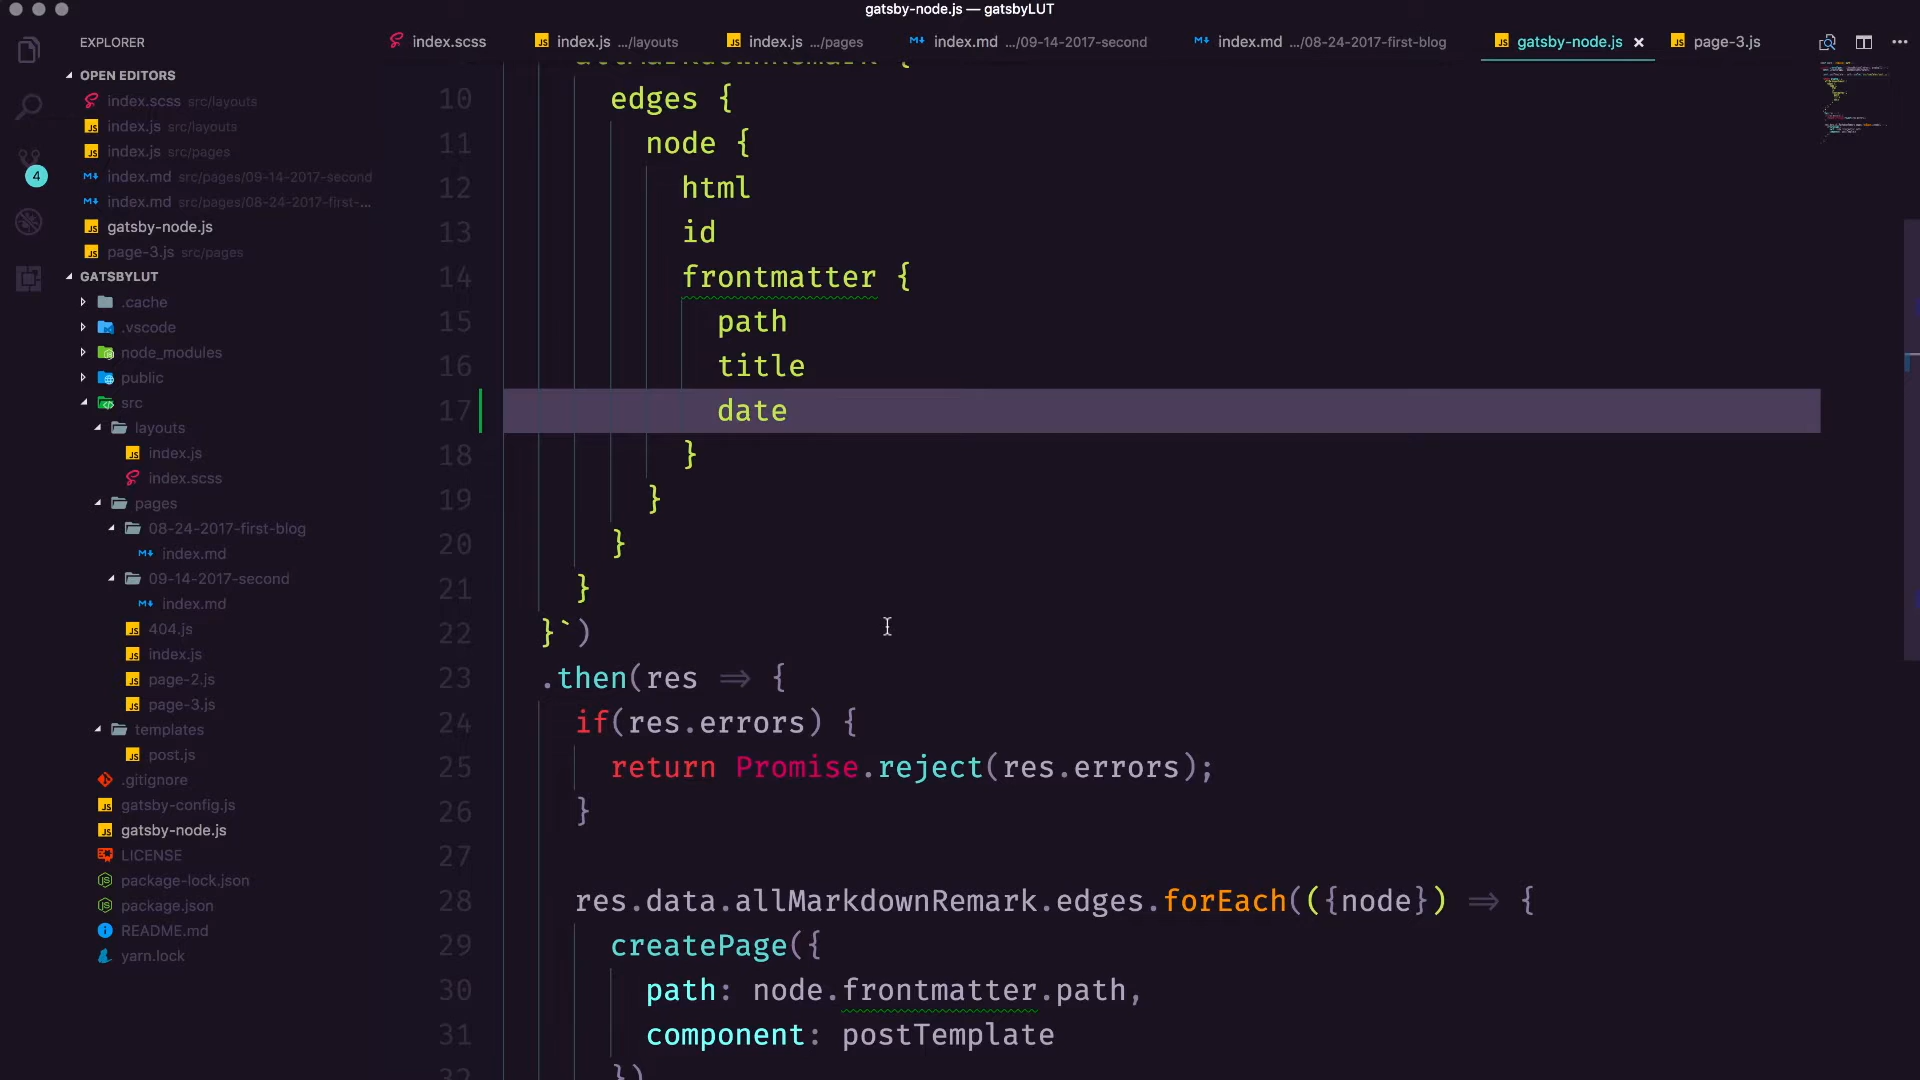 gatsby-node.js — gatsbyLUT
EXPLORER
OPEN EDITORS
index.scss src/layouts
index.js src/layouts
index.js src/pages
index.md src/pages/09-14-2017-second
index.md src/pages/08-24-2017-first-...
gatsby-node.js
page-3.js src/pages
4
GATSBYLUT
.cache
.vscode
node_modules
public
src
layouts
index.js
index.scss
pages
08-24-2017-first-blog
index.md
09-14-2017-second
index.md
404.js
index.js
page-2.js
page-3.js
templates
post.js
.gitignore
gatsby-config.js
gatsby-node.js
LICENSE
package-lock.json
package.json
README.md
yarn.lock
index.scss
index.js .../layouts
index.js .../pages
index.md .../09-14-2017-second
index.md .../08-24-2017-first-blog
gatsby-node.js ×
page-3.js
10 edges {
11 node {
12 html
13 id
14 frontmatter {
15 path
16 title
17 date
18 }
19 }
20 }
21 }
22 }`)
23 .then(res => {
24 if(res.errors) {
25 return Promise.reject(res.errors);
26 }
27
28 res.data.allMarkdownRemark.edges.forEach(({node}) => {
29 createPage({
30 path: node.frontmatter.path,
31 component: postTemplate
32 })